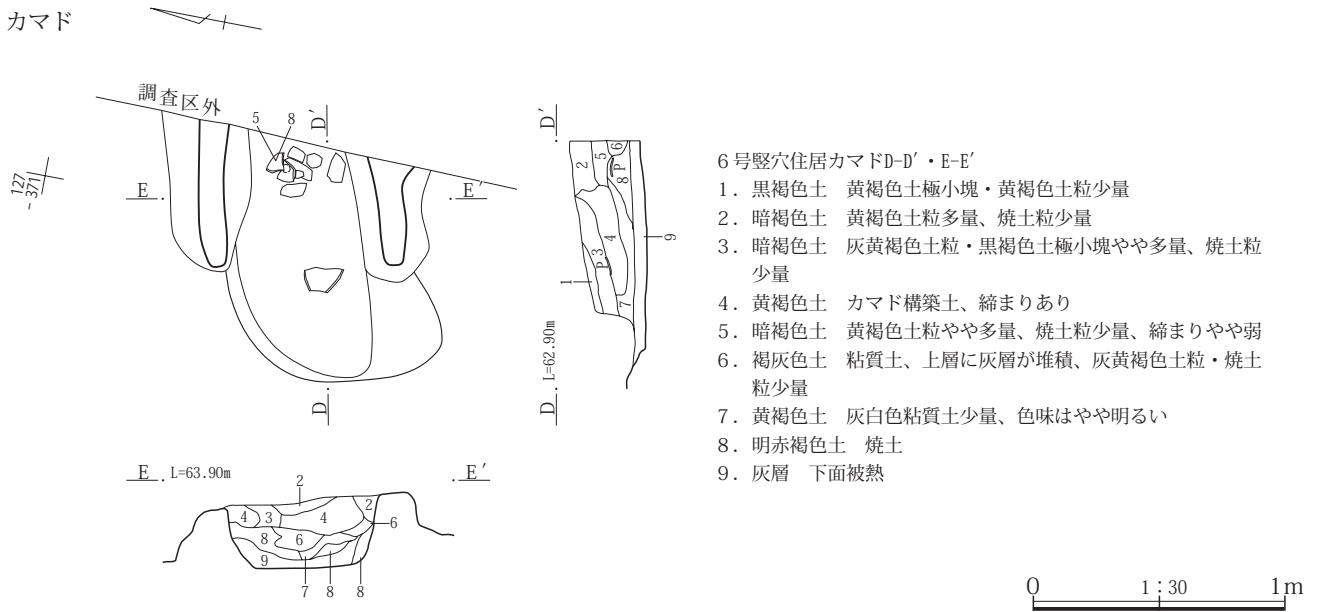 カマド
調査区外
5 8
D′
D′
127
-371
E
E′
D
D
L=62.90m
2 5 6
P
8
4
3
P
1
7
9
6号竪穴住居カマドD-D′・E-E′
1．黒褐色土　黄褐色土極小塊・黄褐色土粒少量
2．暗褐色土　黄褐色土粒多量、焼土粒少量
3．暗褐色土　灰黄褐色土粒・黒褐色土極小塊やや多量、焼土粒
少量
4．黄褐色土　カマド構築土、締まりあり
5．暗褐色土　黄褐色土粒やや多量、焼土粒少量、締まりやや弱
6．褐灰色土　粘質土、上層に灰層が堆積、灰黄褐色土粒・焼土
粒少量
7．黄褐色土　灰白色粘質土少量、色味はやや明るい
8．明赤褐色土　焼土
9．灰層　下面被熱
E L=63.90m
E′
2
2
4 3 4
6
8 6
9
7 8 8
0 1：30 1m